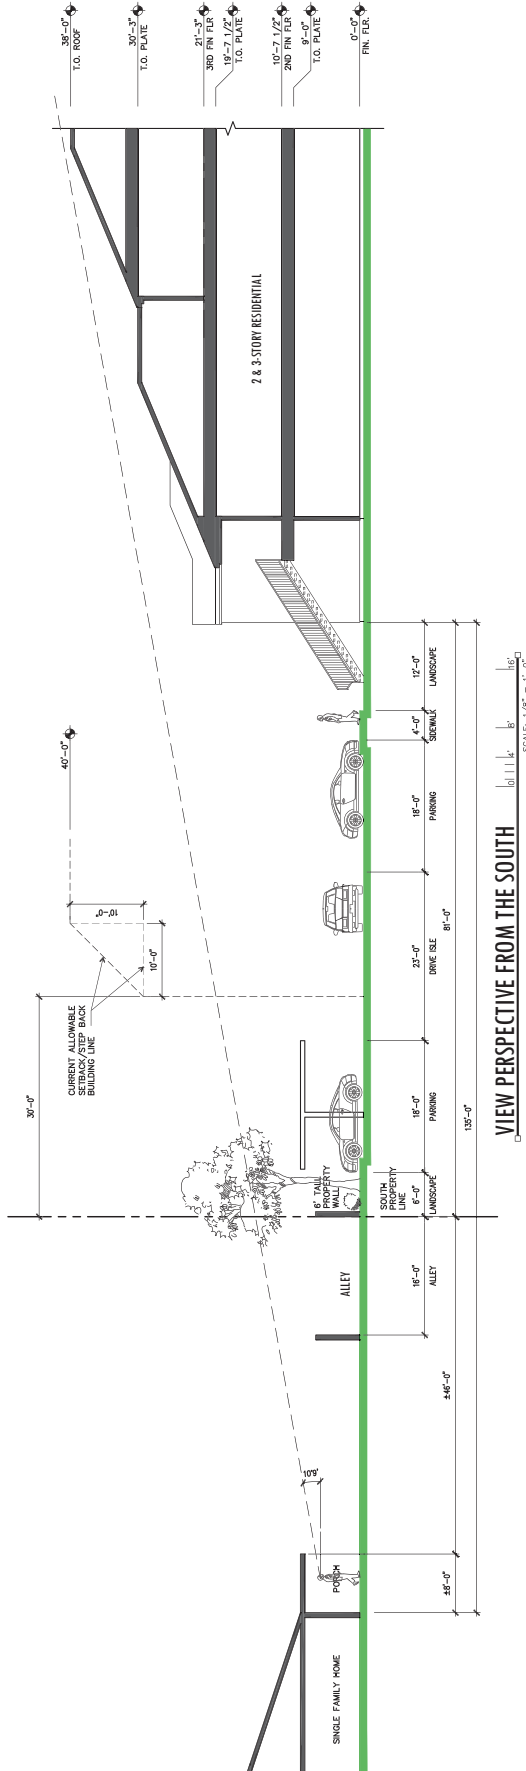 38'-0"
T.O. ROOF
30'-3"
T.O. PLATE
21'-3"
3RD FIN FLR
19'-7 1/2"
T.O. PLATE
10'-7 1/2"
2ND FIN FLR
9'-0"
T.O. PLATE
0'-0"
FIN. FLR.
2 & 3-STORY RESIDENTIAL
40'-0"
10'-0"
10'-0"
CURRENT ALLOWABLE
SETBACK/STEP BACK
BUILDING LINE
30'-0"
6' TALL
PROPERTY
WALL
SOUTH
PROPERTY
LINE
ALLEY
10°9'
PORCH
SINGLE FAMILY HOME
±8'-0"
±46'-0"
16'-0"
ALLEY
6'-0"
LANDSCAPE
18'-0"
PARKING
23'-0"
DRIVE ISLE
18'-0"
PARKING
4'-0"
SIDEWALK
12'-0"
LANDSCAPE
81'-0"
135'-0"
VIEW PERSPECTIVE FROM THE SOUTH
0 4' 8' 16'
SCALE: 1/8" = 1'-0"